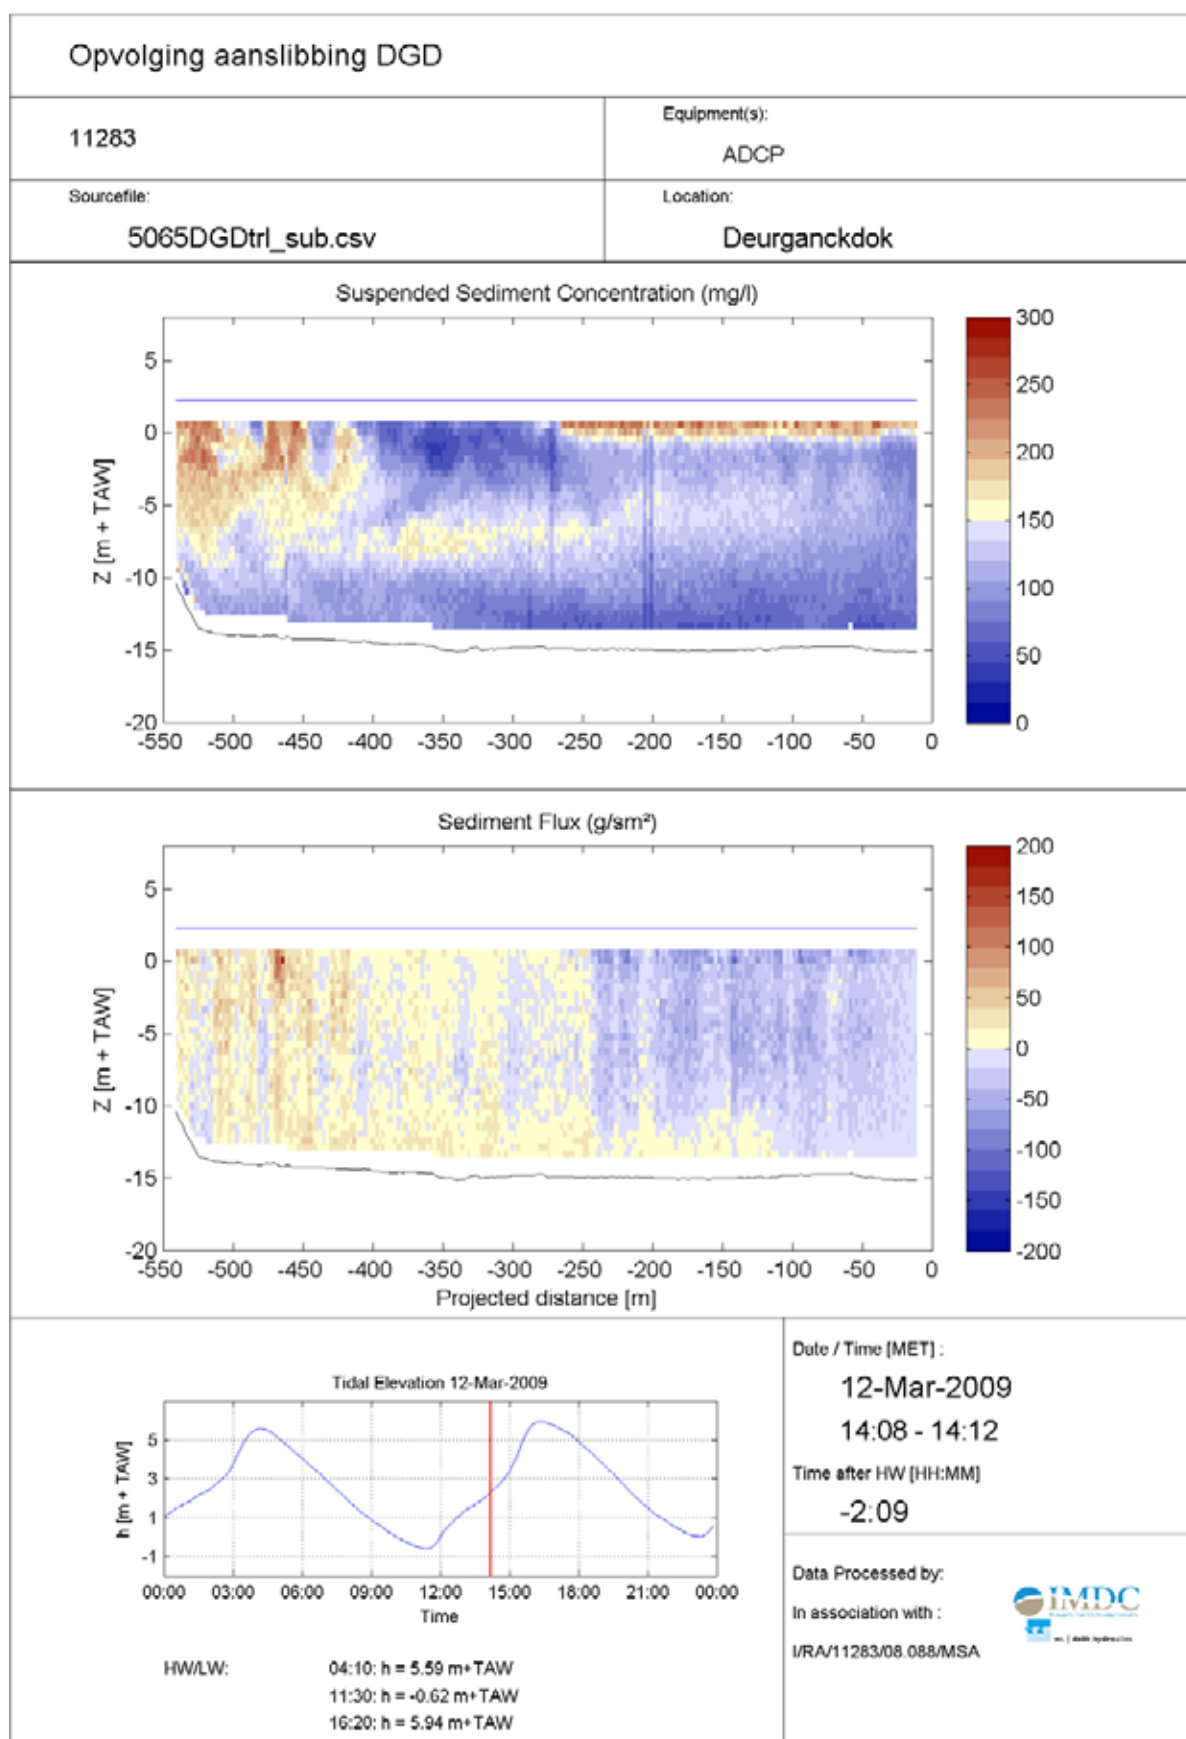 Opvolging aanslibbing DGD
11283
Equipment(s):
ADCP
Sourcefile:
5065DGDtrl_sub.csv
Location:
Deurganckdok
Suspended Sediment Concentration (mg/l)
5
0
-5
-10
-15
-20
Z [m + TAW]
-550 -500 -450 -400 -350 -300 -250 -200 -150 -100 -50 0
300
250
200
150
100
50
0
Sediment Flux (g/sm²)
5
0
-5
-10
-15
-20
Z [m + TAW]
-550 -500 -450 -400 -350 -300 -250 -200 -150 -100 -50 0
Projected distance [m]
200
150
100
50
0
-50
-100
-150
-200
Tidal Elevation 12-Mar-2009
5
3
1
-1
h [m + TAW]
00:00 03:00 06:00 09:00 12:00 15:00 18:00 21:00 00:00
Time
HW/LW:
04:10: h = 5.59 m+TAW
11:30: h = -0.62 m+TAW
16:20: h = 5.94 m+TAW
Date / Time [MET] :
12-Mar-2009
14:08 - 14:12
Time after HW [HH:MM]
-2:09
Data Processed by:
In association with :
I/RA/11283/08.088/MSA
IMDC
wl | delft hydraulics